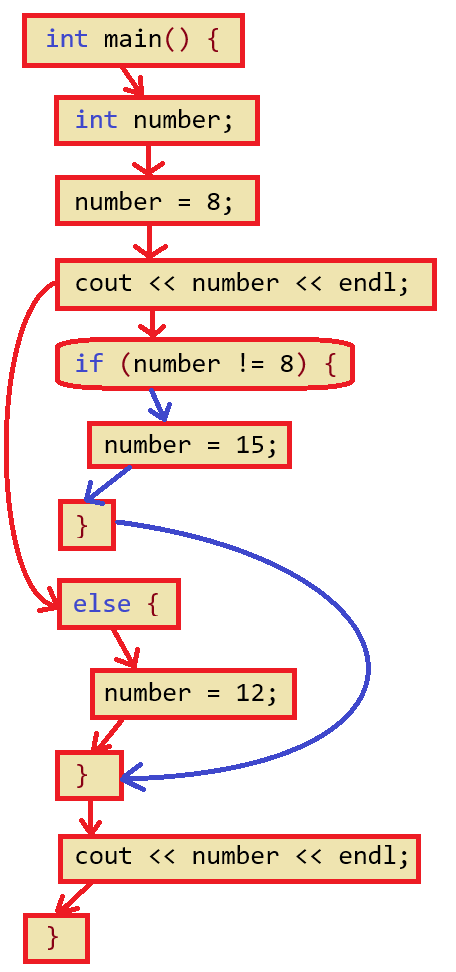 int main() {
int number;
number = 8;
cout << number << endl;
if (number != 8) {
number = 15;
}
else {
number = 12;
}
cout << number << endl;
}